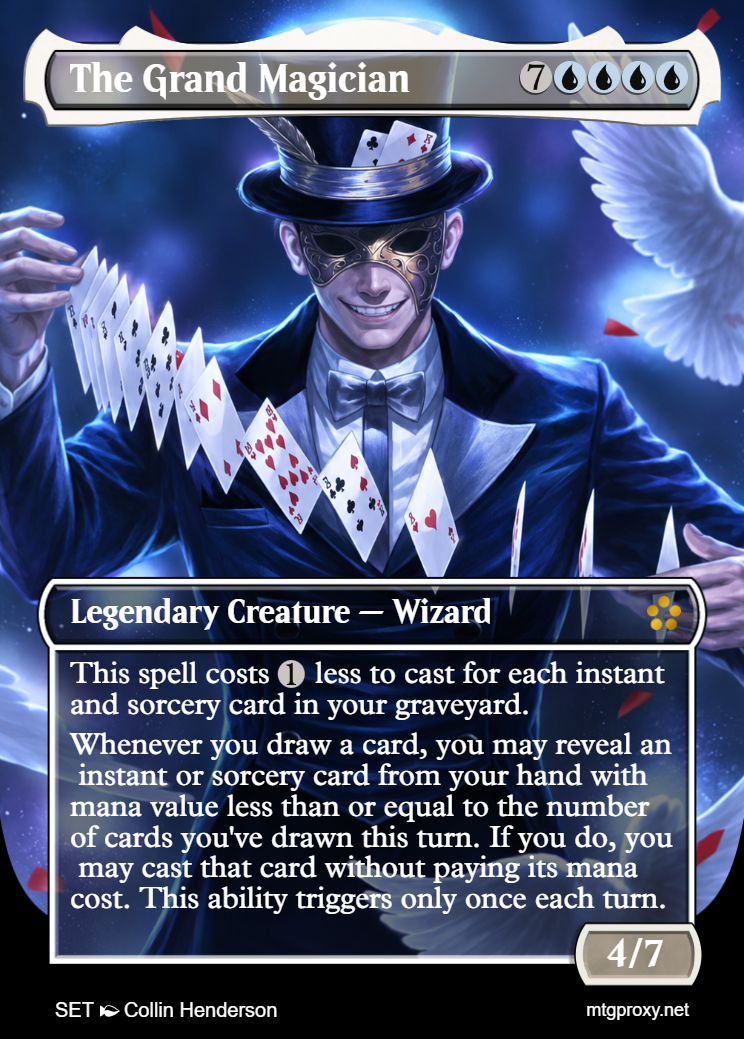 The Grand Magician 7
Legendary Creature — Wizard
This spell costs 1 less to cast for each instant
and sorcery card in your graveyard.
Whenever you draw a card, you may reveal an
instant or sorcery card from your hand with
mana value less than or equal to the number
of cards you've drawn this turn. If you do, you
may cast that card without paying its mana
cost. This ability triggers only once each turn.
4/7
SET Collin Henderson
mtgproxy.net